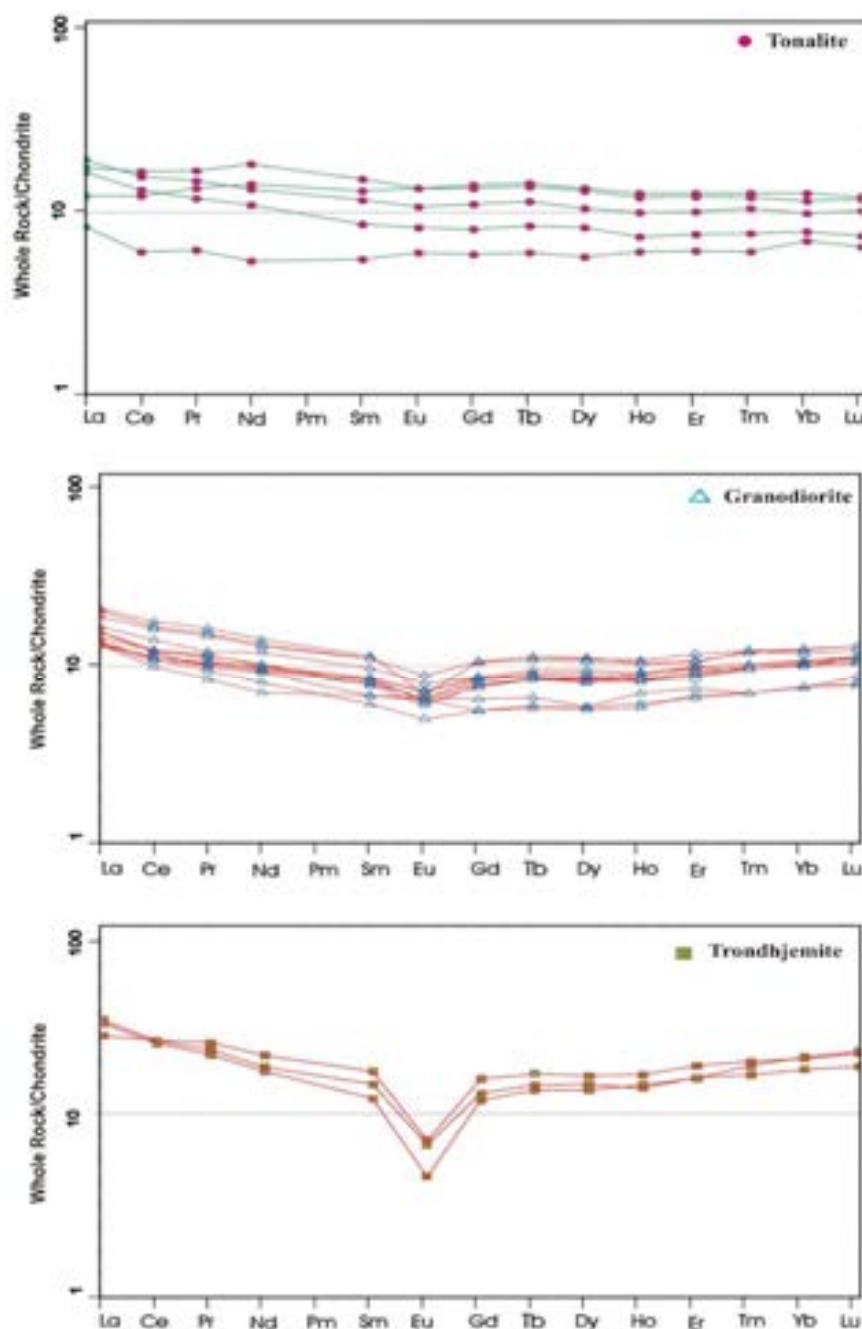 100
Tonalite
Whole Rock/Chondrite
10
1
La Ce Pr Nd Pm Sm Eu Gd Tb Dy Ho Er Tm Yb Lu
100
Granodiorite
Whole Rock/Chondrite
10
1
La Ce Pr Nd Pm Sm Eu Gd Tb Dy Ho Er Tm Yb Lu
100
Trondhjemite
Whole Rock/Chondrite
10
1
La Ce Pr Nd Pm Sm Eu Gd Tb Dy Ho Er Tm Yb Lu